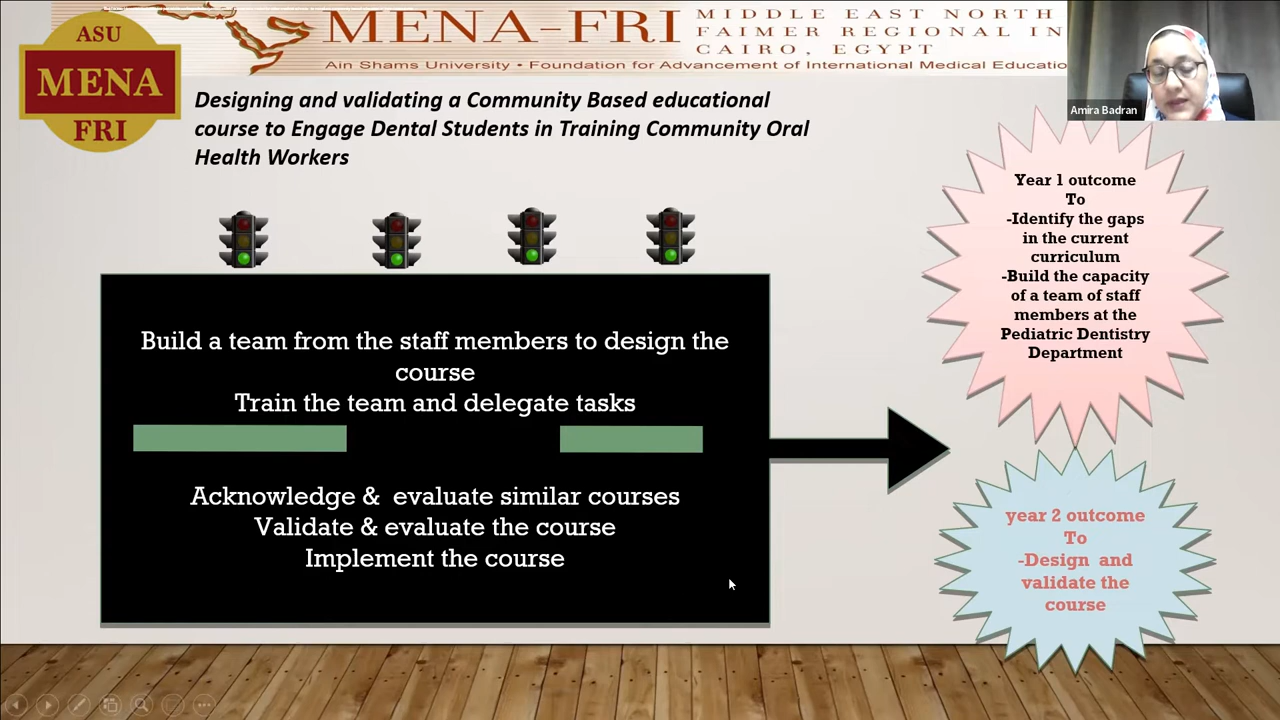 ASU
MENA
FRI
MENA-FRI
MIDDLE EAST NORTH
FAIMER REGIONAL IN
CAIRO, EGYPT
Ain Shams University • Foundation for Advancement of International Medical Educatio
Amira Badran
Designing and validating a Community Based educational
course to Engage Dental Students in Training Community Oral
Health Workers
Build a team from the staff members to design the
course
Train the team and delegate tasks
Acknowledge & evaluate similar courses
Validate & evaluate the course
Implement the course
Year 1 outcome
To
-Identify the gaps
in the current
curriculum
-Build the capacity
of a team of staff
members at the
Pediatric Dentistry
Department
year 2 outcome
To
-Design and
validate the
course